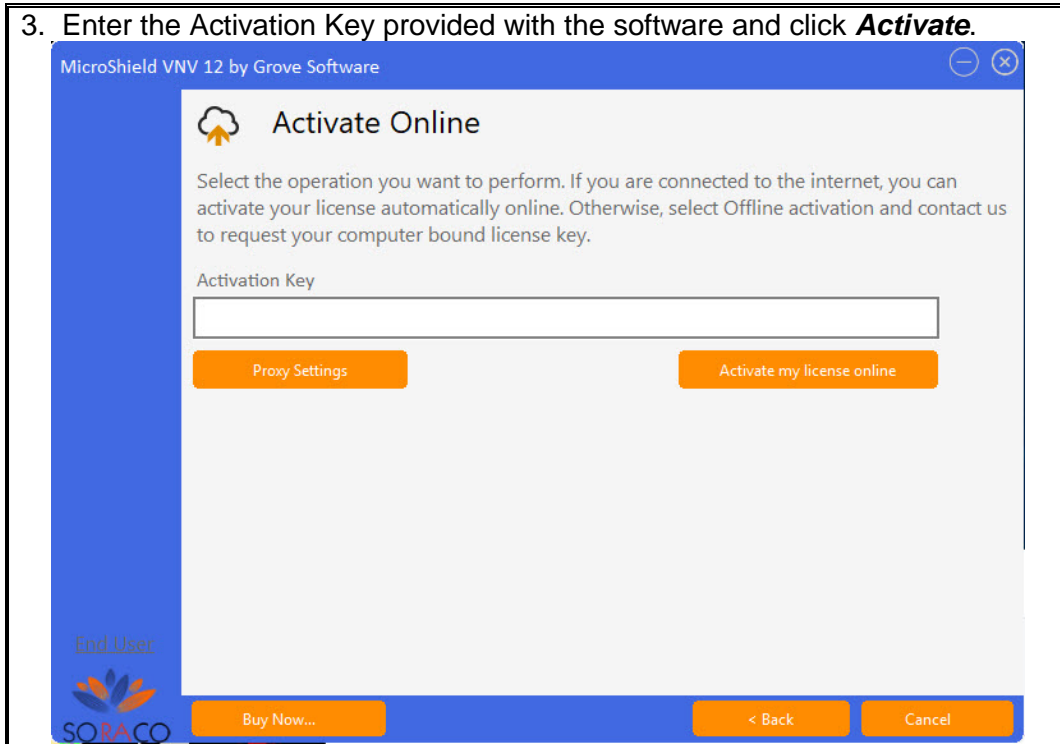 3. Enter the Activation Key provided with the software and click Activate.
MicroShield VNV 12 by Grove Software
Activate Online
Select the operation you want to perform. If you are connected to the internet, you can
activate your license automatically online. Otherwise, select Offline activation and contact us
to request your computer bound license key.
Activation Key
Proxy Settings
Activate my license online
End User
SORACO
Buy Now...
< Back
Cancel